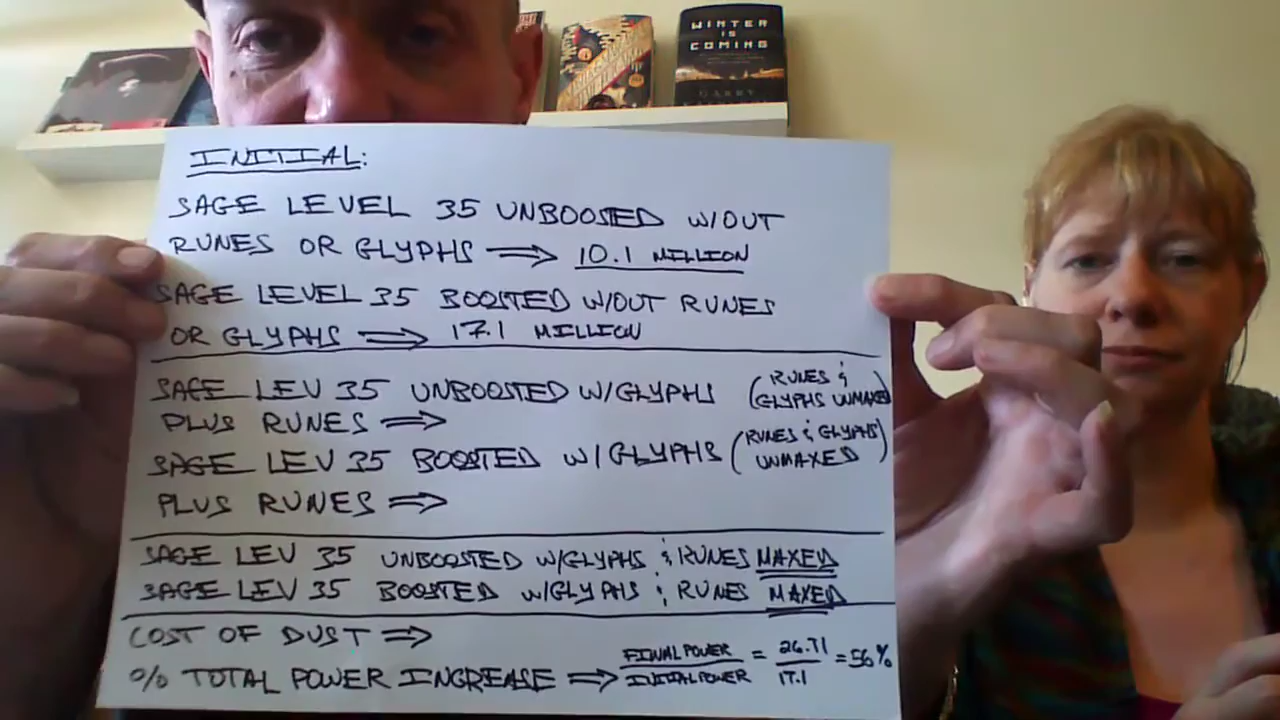 WINTER
IS
COMING
GARRY
INITIAL:
SAGE LEVEL 35 UNBOOSTED W/OUT
RUNES OR GLYPHS ⇒ 10.1 MILLION
SAGE LEVEL 35 BOOSTED W/OUT RUNES
OR GLYPHS ⇒ 17.1 MILLION
SAGE LEV 35 UNBOOSTED W/GLYPHS (RUNES &
GLYPHS UNMAXED)
PLUS RUNES ⇒
SAGE LEV 35 BOOSTED W/GLYPHS (RUNES & GLYPHS
UNMAXED)
PLUS RUNES ⇒
SAGE LEV 35 UNBOOSTED W/GLYPHS & RUNES MAXED
SAGE LEV 35 BOOSTED W/GLYPHS & RUNES MAXED
COST OF DUST ⇒
% TOTAL POWER INCREASE ⇒ FINAL POWER / INITIAL POWER = 26.71 / 17.1 = 56%